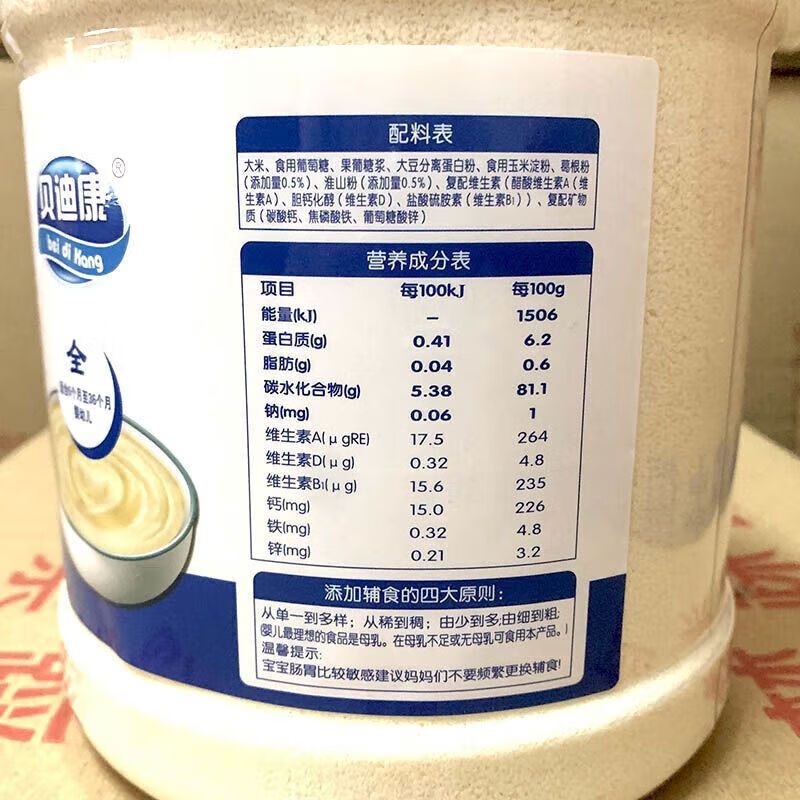 贝迪康®
bei di Kang
全
适合6个月至36个月
婴幼儿
配料表
大米、食用葡萄糖、果葡糖浆、大豆分离蛋白粉、食用玉米淀粉、葛根粉
(添加量0.5%)、淮山粉(添加量0.5%)、复配维生素(醋酸维生素A(维
生素A)、胆钙化醇(维生素D)、盐酸硫胺素(维生素B₁))、复配矿物
质(碳酸钙、焦磷酸铁、葡萄糖酸锌)
营养成分表
项目 每100kJ 每100g
能量(kJ) – 1506
蛋白质(g) 0.41 6.2
脂肪(g) 0.04 0.6
碳水化合物(g) 5.38 81.1
钠(mg) 0.06 1
维生素A(μgRE) 17.5 264
维生素D(μg) 0.32 4.8
维生素B₁(μg) 15.6 235
钙(mg) 15.0 226
铁(mg) 0.32 4.8
锌(mg) 0.21 3.2
添加辅食的四大原则:
从单一到多样;从稀到稠;由少到多;由细到粗;
(婴儿最理想的食品是母乳。在母乳不足或无母乳可食用本产品。)
温馨提示:
宝宝肠胃比较敏感建议妈妈们不要频繁更换辅食!